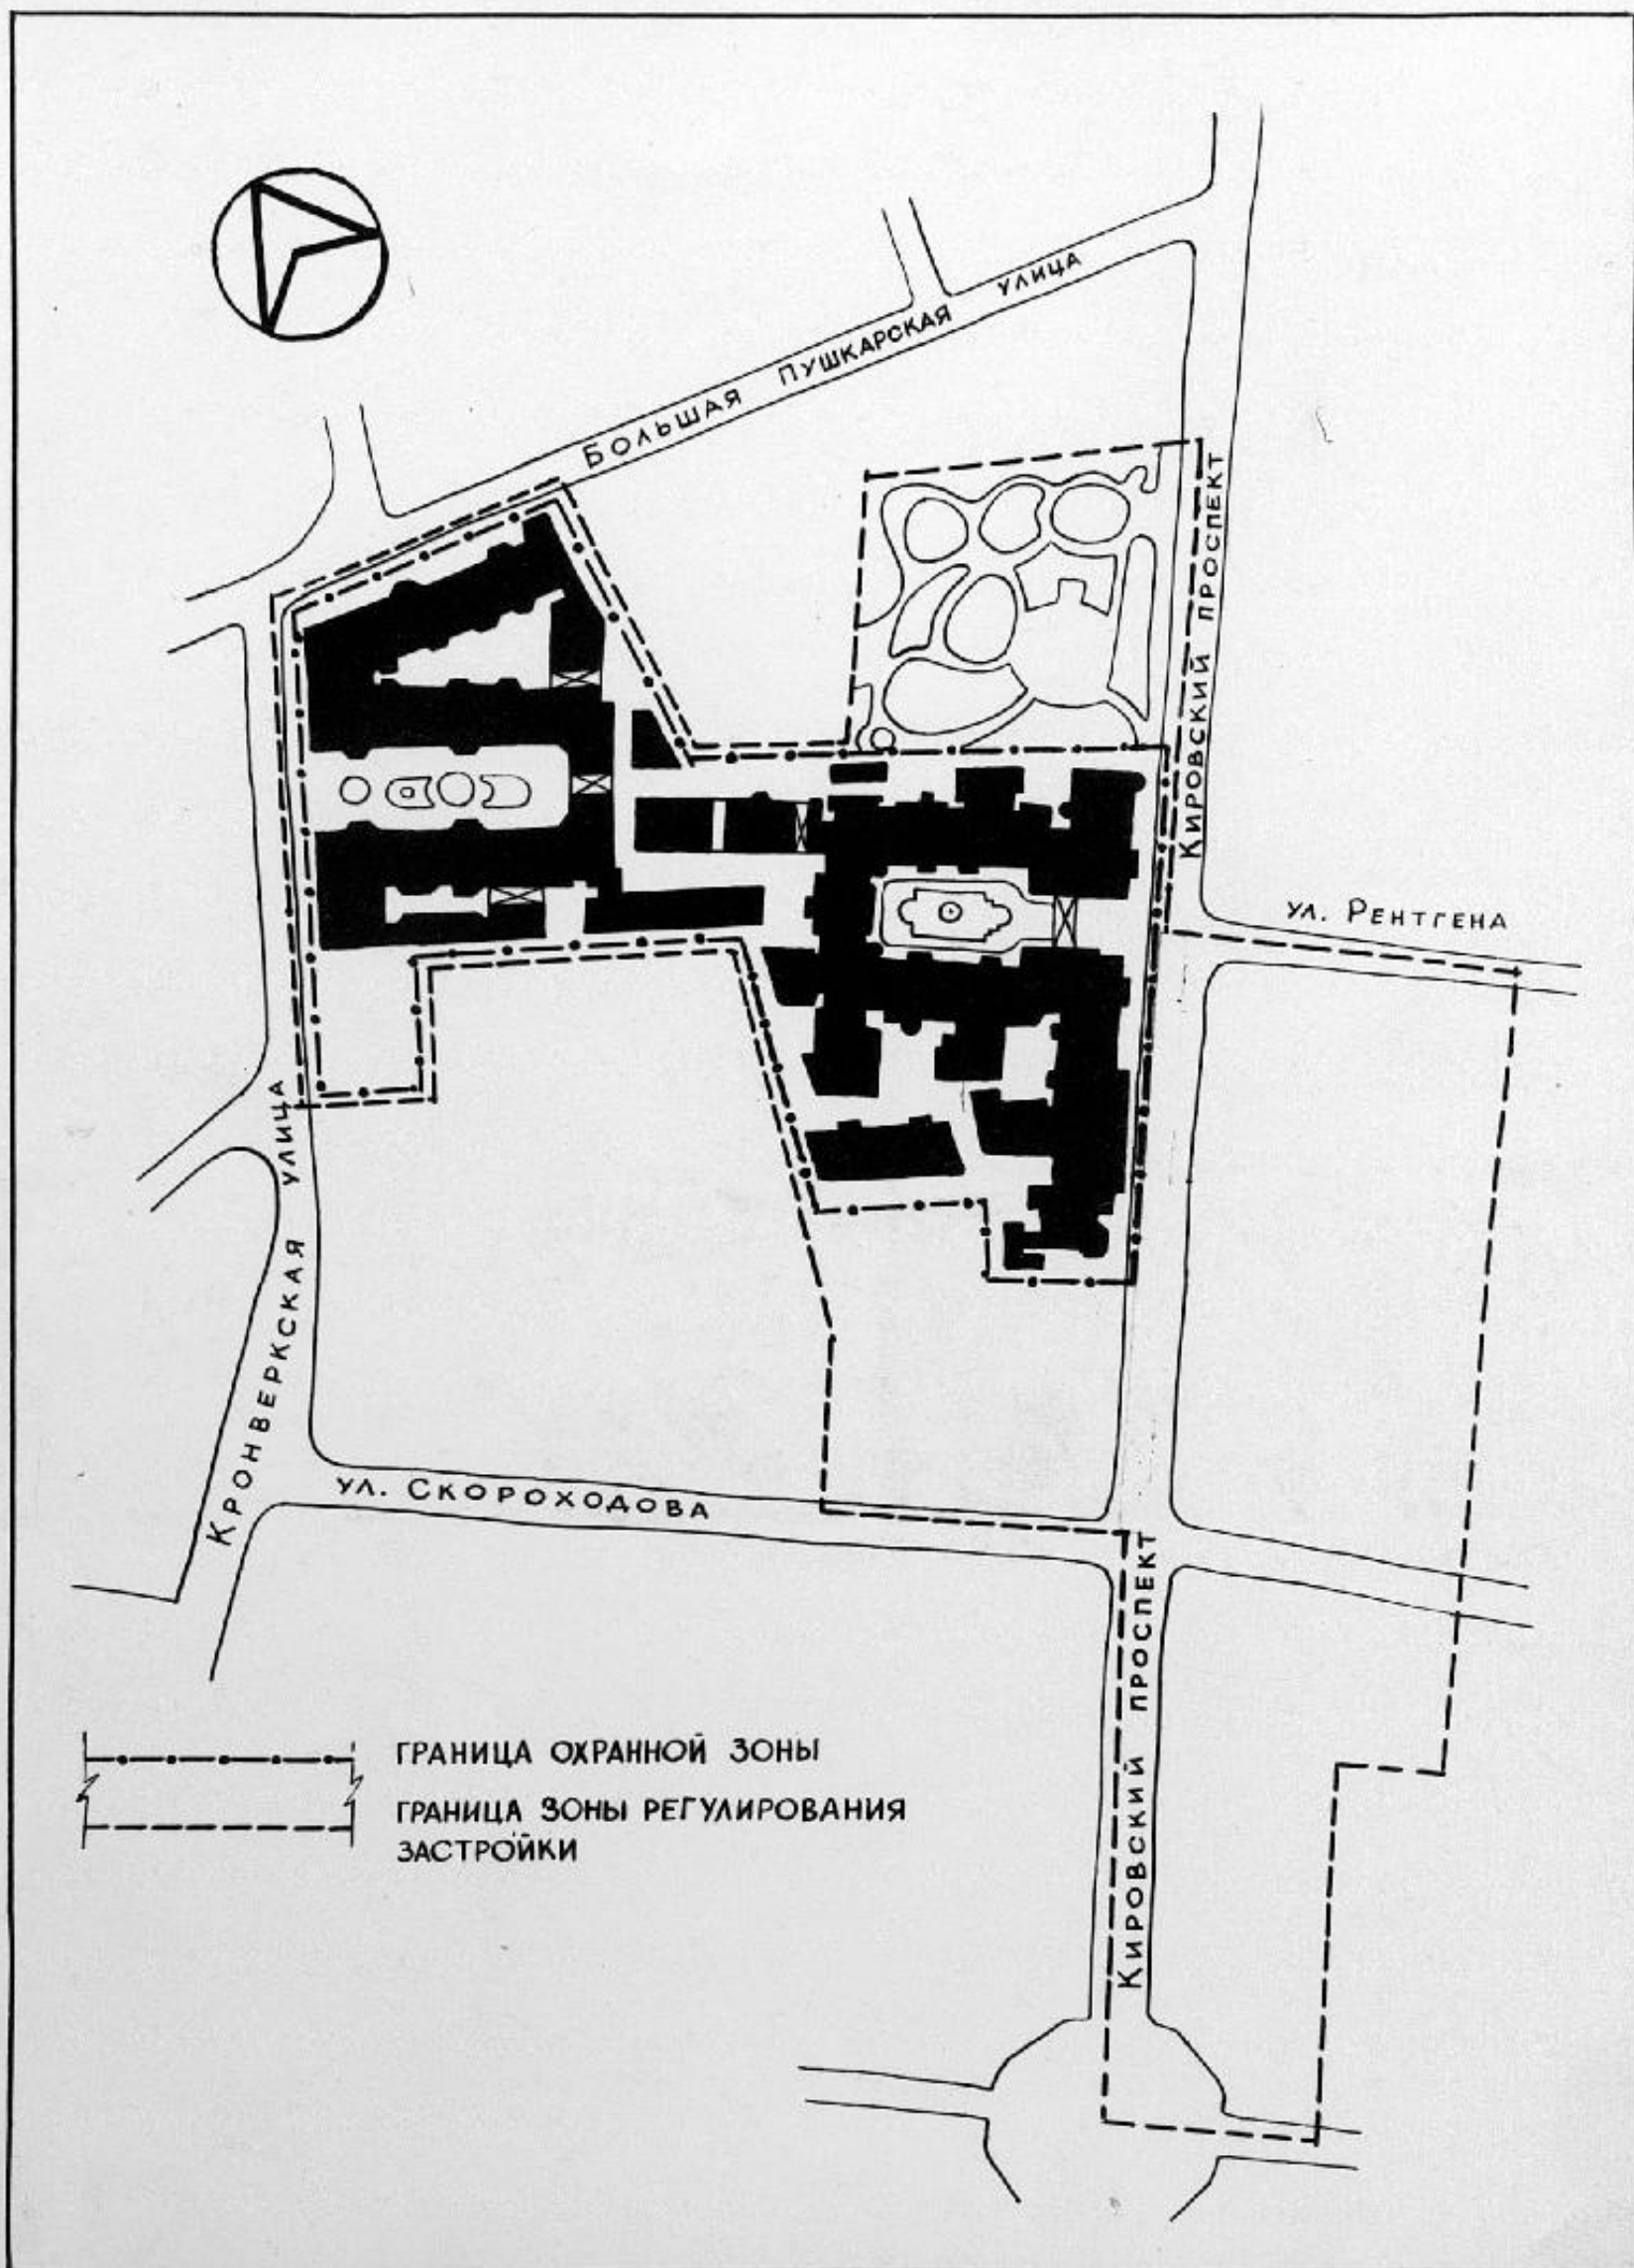 БОЛЬШАЯ ПУШКАРСКАЯ УЛИЦА
КИРОВСКИЙ ПРОСПЕКТ
УЛ. РЕНТГЕНА
КРОНВЕРКСКАЯ УЛИЦА
УЛ. СКОРОХОДОВА
КИРОВСКИЙ ПРОСПЕКТ
ГРАНИЦА ОХРАННОЙ ЗОНЫ
ГРАНИЦА ЗОНЫ РЕГУЛИРОВАНИЯ
ЗАСТРОЙКИ